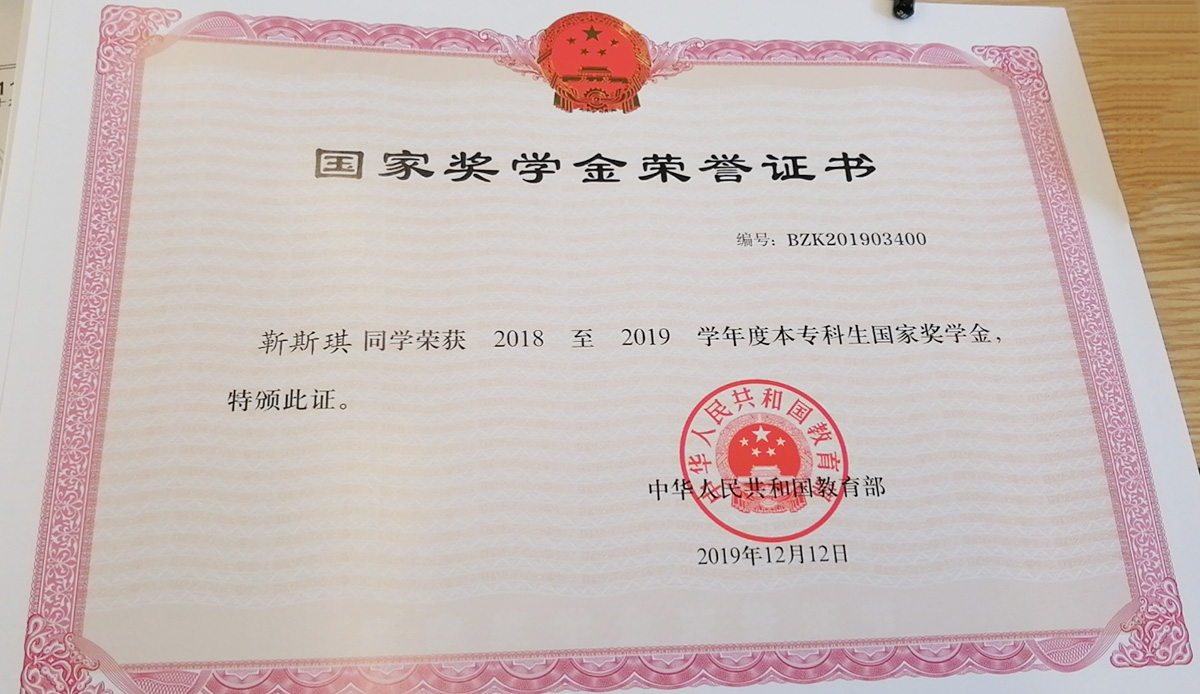 国家奖学金荣誉证书
编号：BZK201903400
靳斯琪 同学荣获 2018 至 2019 学年度本专科生国家奖学金，
特颁此证。
中华人民共和国教育部
中华人民共和国教育部
2019年12月12日